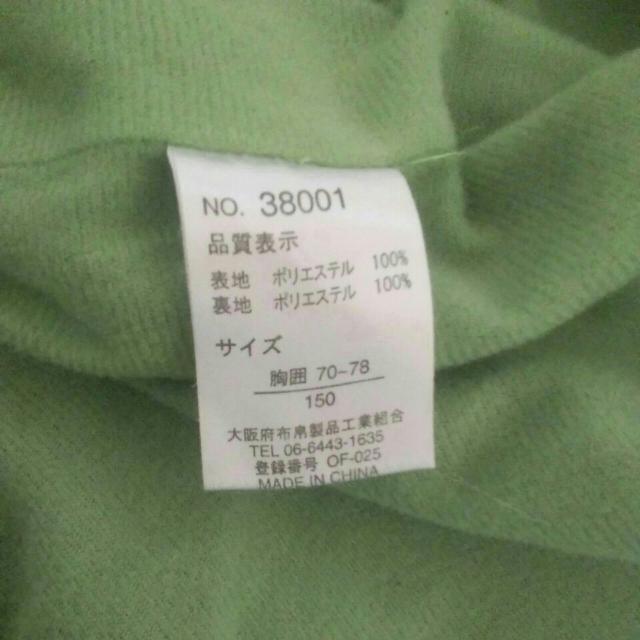 NO. 38001
品質表示
表地 ポリエステル 100%
裏地 ポリエステル 100%
サイズ
胸囲 70-78
150
大阪府布帛製品工業組合
TEL 06-6443-1635
登録番号 OF-025
MADE IN CHINA